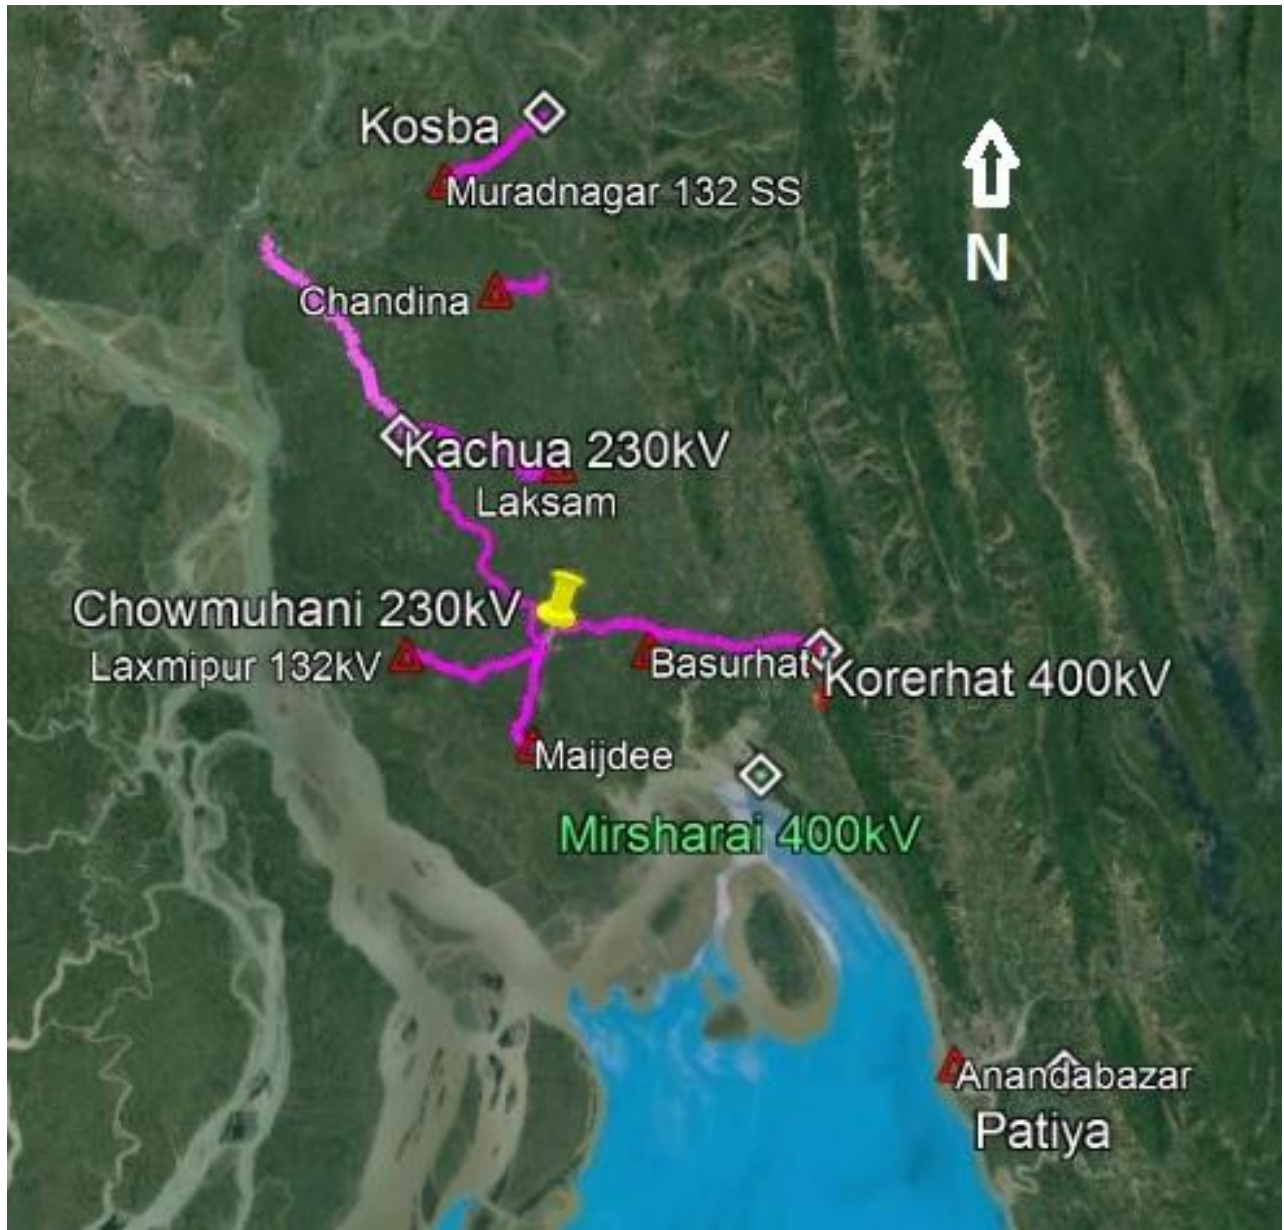 Kosba
Muradnagar 132 SS
N
Chandina
Kachua 230kV
Laksam
Chowmuhani 230kV
Laxmipur 132kV
Basurhat
Korerhat 400kV
Maijdee
Mirsharai 400kV
Anandabazar
Patiya